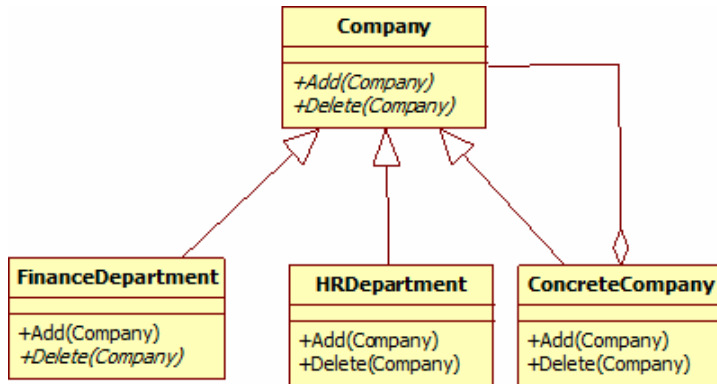 Company
+Add(Company)
+Delete(Company)
FinanceDepartment
+Add(Company)
+Delete(Company)
HRDepartment
+Add(Company)
+Delete(Company)
ConcreteCompany
+Add(Company)
+Delete(Company)